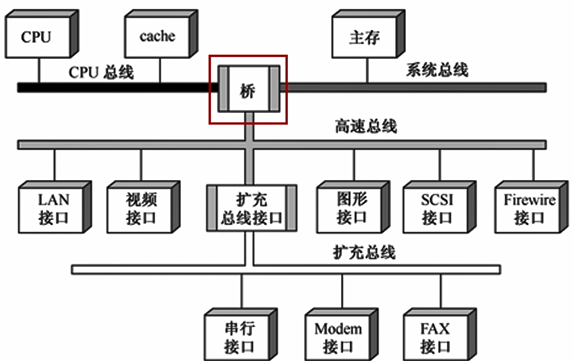 CPU
cache
主存
CPU 总线
桥
系统总线
高速总线
LAN
接口
视频
接口
扩充
总线接口
图形
接口
SCSI
接口
Firewire
接口
扩充总线
串行
接口
Modem
接口
FAX
接口